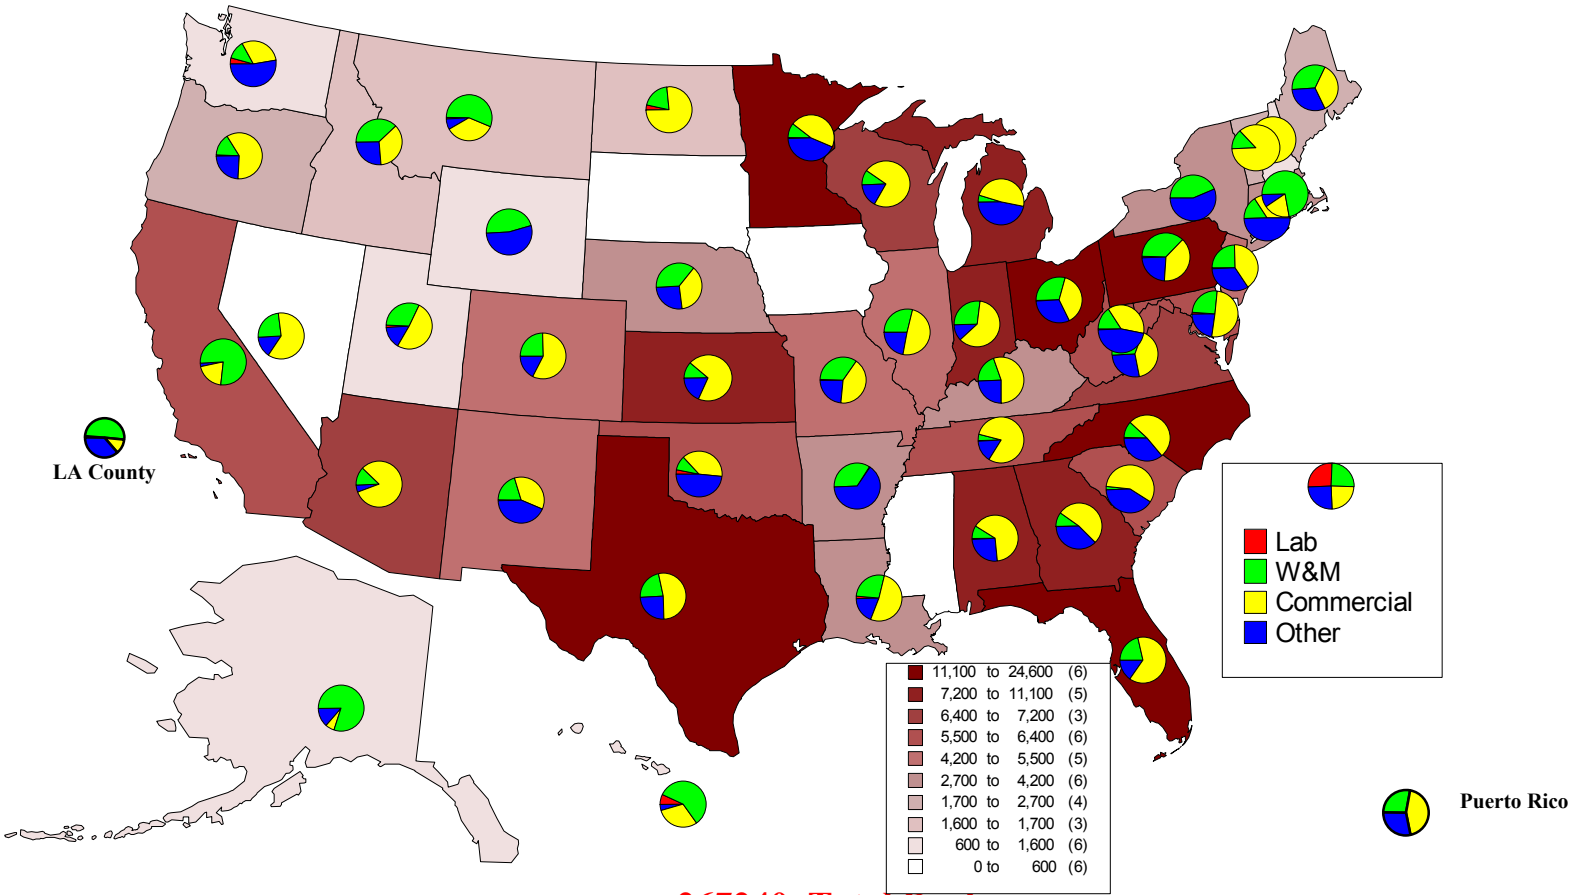 LA County
Lab
W&M
Commercial
Other
11,100 to 24,600 (6)
7,200 to 11,100 (5)
6,400 to 7,200 (3)
5,500 to 6,400 (6)
4,200 to 5,500 (5)
2,700 to 4,200 (6)
1,700 to 2,700 (4)
1,600 to 1,700 (3)
600 to 1,600 (6)
0 to 600 (6)
Puerto Rico